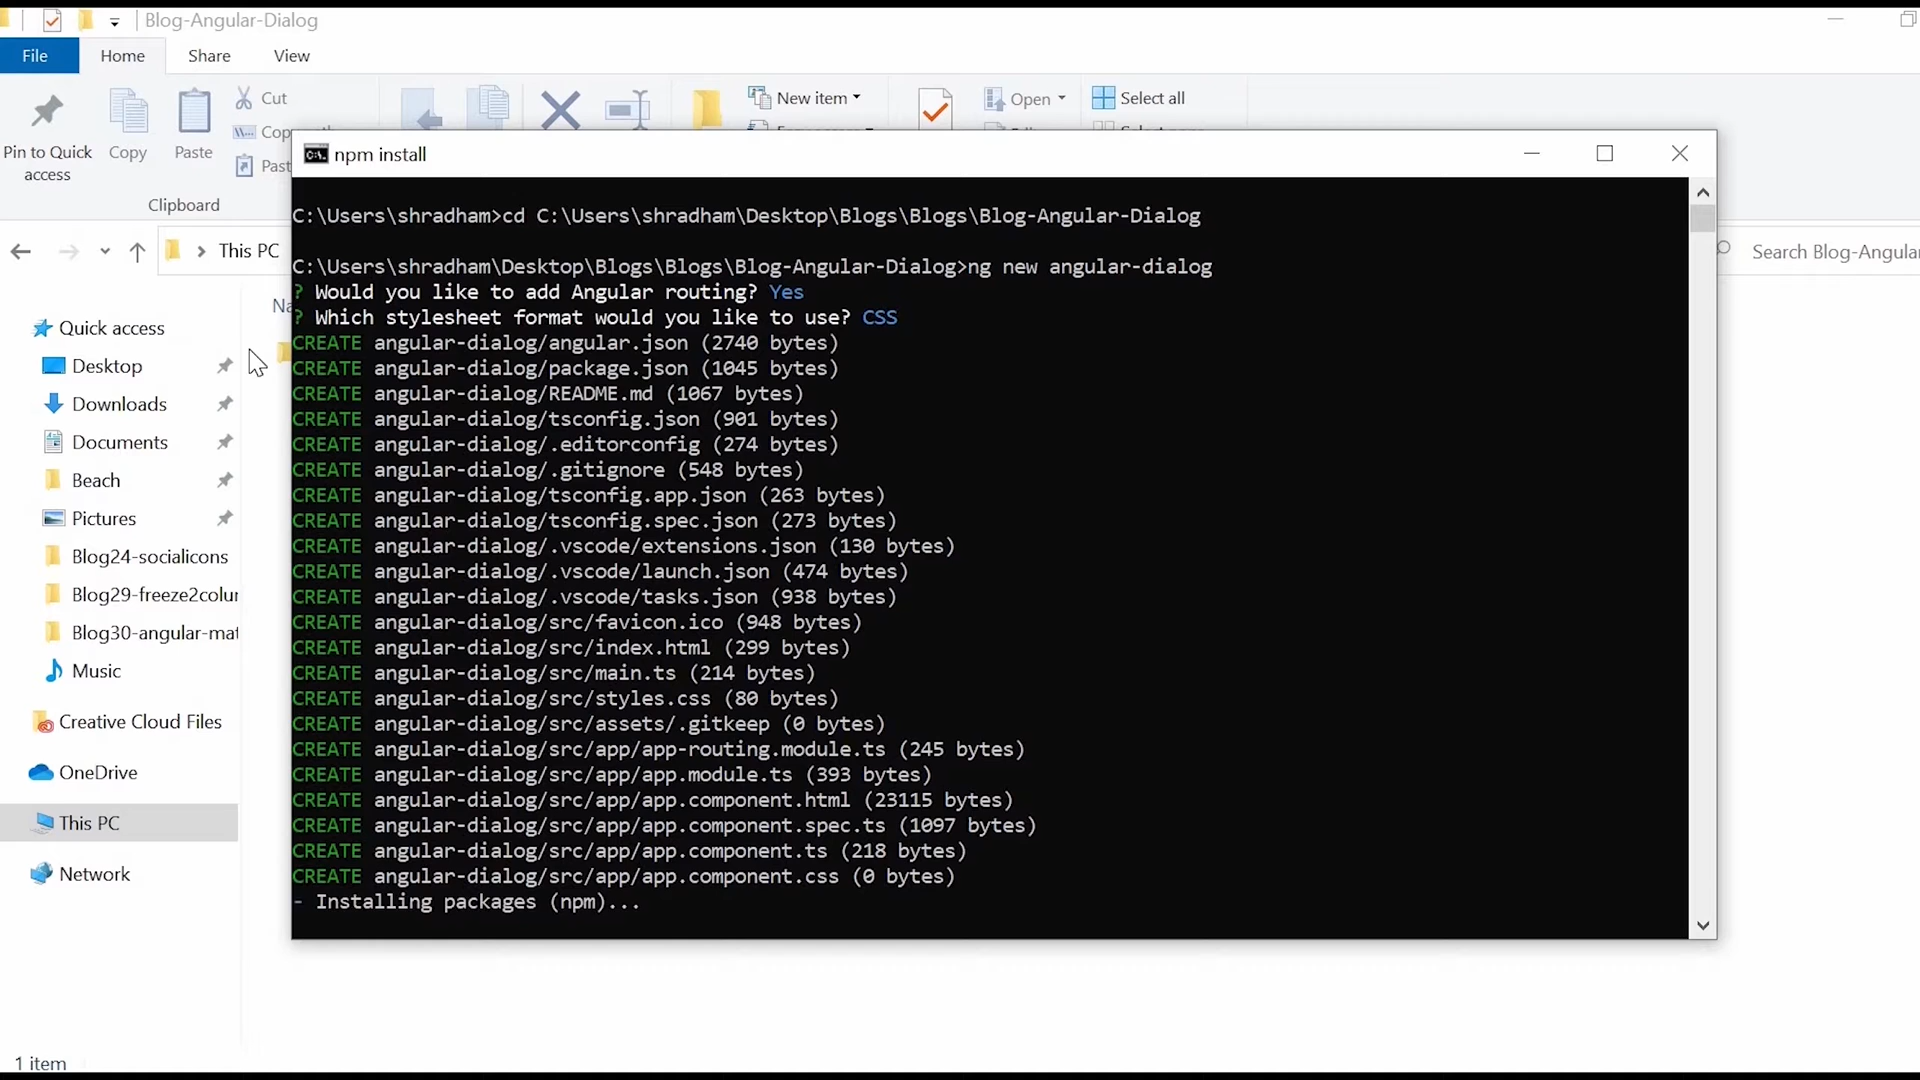 Blog-Angular-Dialog
File
Home
Share
View
Pin to Quick
access
Copy
Paste
Cut
New item
Open
Select all
Clipboard
This PC
Search Blog-Angular
Quick access
Desktop
Downloads
Documents
Beach
Pictures
Blog24-socialicons
Blog29-freeze2colu
Blog30-angular-mat
Music
Creative Cloud Files
OneDrive
This PC
Network
1 item
npm install
C:\Users\shradham>cd C:\Users\shradham\Desktop\Blogs\Blogs\Blog-Angular-Dialog
C:\Users\shradham\Desktop\Blogs\Blogs\Blog-Angular-Dialog>ng new angular-dialog
? Would you like to add Angular routing? Yes
? Which stylesheet format would you like to use? CSS
CREATE angular-dialog/angular.json (2740 bytes)
CREATE angular-dialog/package.json (1045 bytes)
CREATE angular-dialog/README.md (1067 bytes)
CREATE angular-dialog/tsconfig.json (901 bytes)
CREATE angular-dialog/.editorconfig (274 bytes)
CREATE angular-dialog/.gitignore (548 bytes)
CREATE angular-dialog/tsconfig.app.json (263 bytes)
CREATE angular-dialog/tsconfig.spec.json (273 bytes)
CREATE angular-dialog/.vscode/extensions.json (130 bytes)
CREATE angular-dialog/.vscode/launch.json (474 bytes)
CREATE angular-dialog/.vscode/tasks.json (938 bytes)
CREATE angular-dialog/src/favicon.ico (948 bytes)
CREATE angular-dialog/src/index.html (299 bytes)
CREATE angular-dialog/src/main.ts (214 bytes)
CREATE angular-dialog/src/styles.css (80 bytes)
CREATE angular-dialog/src/assets/.gitkeep (0 bytes)
CREATE angular-dialog/src/app/app-routing.module.ts (245 bytes)
CREATE angular-dialog/src/app/app.module.ts (393 bytes)
CREATE angular-dialog/src/app/app.component.html (23115 bytes)
CREATE angular-dialog/src/app/app.component.spec.ts (1097 bytes)
CREATE angular-dialog/src/app/app.component.ts (218 bytes)
CREATE angular-dialog/src/app/app.component.css (0 bytes)
- Installing packages (npm)...